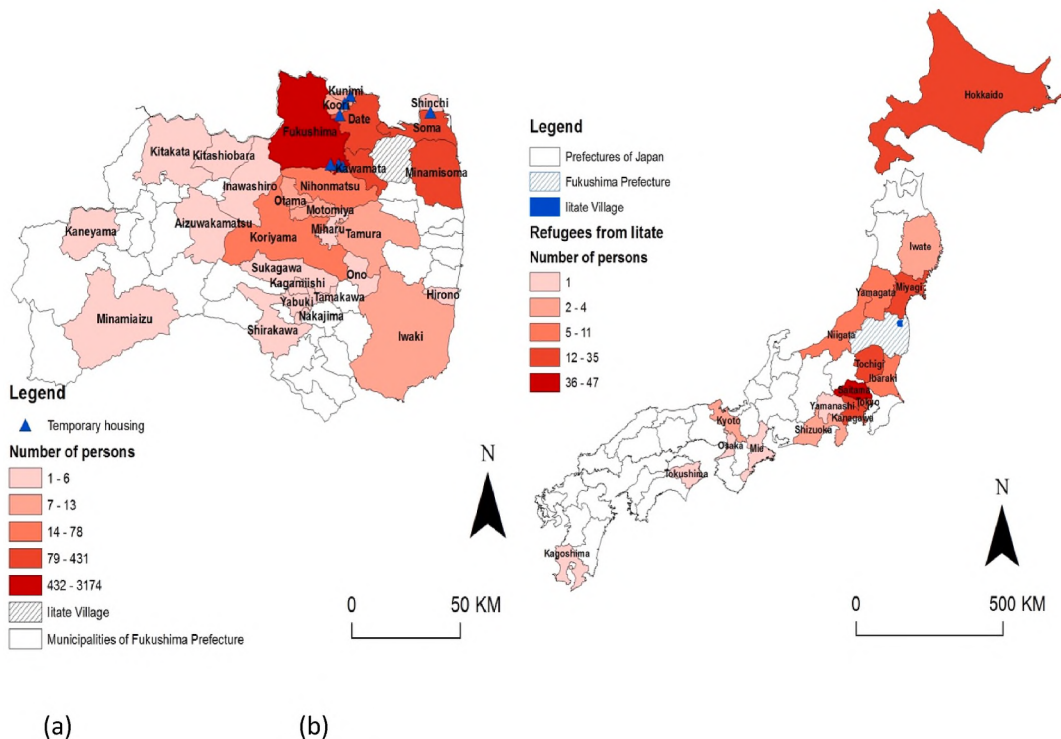 Kunimi
Koori
Date
Shinchi
Soma
Fukushima
Kawamata
Minamisoma
Kitakata
Kitashiobara
Inawashiro
Nihonmatsu
Otama
Motomiya
Aizuwakamatsu
Miharu
Tamura
Kaneyama
Koriyama
Sukagawa
Ono
Kagamiishi
Hirono
Yabuki
Tamakawa
Nakajima
Minamiaizu
Shirakawa
Iwaki
Legend
Temporary housing
Number of persons
1 - 6
7 - 13
14 - 78
79 - 431
432 - 3174
Iitate Village
Municipalities of Fukushima Prefecture
N
0 50 KM
Legend
Prefectures of Japan
Fukushima Prefecture
Iitate Village
Refugees from Iitate
Number of persons
1
2 - 4
5 - 11
12 - 35
36 - 47
Hokkaido
Iwate
Yamagata
Miyagi
Niigata
Tochigi
Ibaraki
Saitama
Yamanashi
Tokyo
Kanagawa
Shizuoka
Kyoto
Osaka
Mie
Tokushima
Kagoshima
N
0 500 KM
(a) (b)